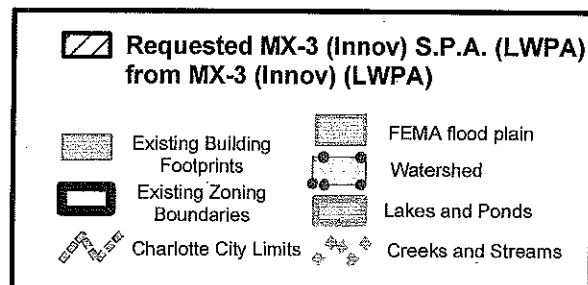 Requested MX-3 (Innov) S.P.A. (LWPA)
from MX-3 (Innov) (LWPA)
Existing Building
Footprints
Existing Zoning
Boundaries
Charlotte City Limits
FEMA flood plain
Watershed
Lakes and Ponds
Creeks and Streams